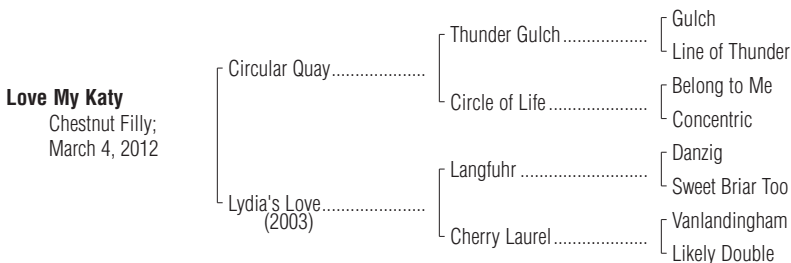 Love My Katy
Chestnut Filly;
March 4, 2012
Circular Quay....................
Lydia's Love......................
(2003)
Thunder Gulch..................
Circle of Life .....................
Langfuhr ...........................
Cherry Laurel....................
Gulch
Line of Thunder
Belong to Me
Concentric
Danzig
Sweet Briar Too
Vanlandingham
Likely Double